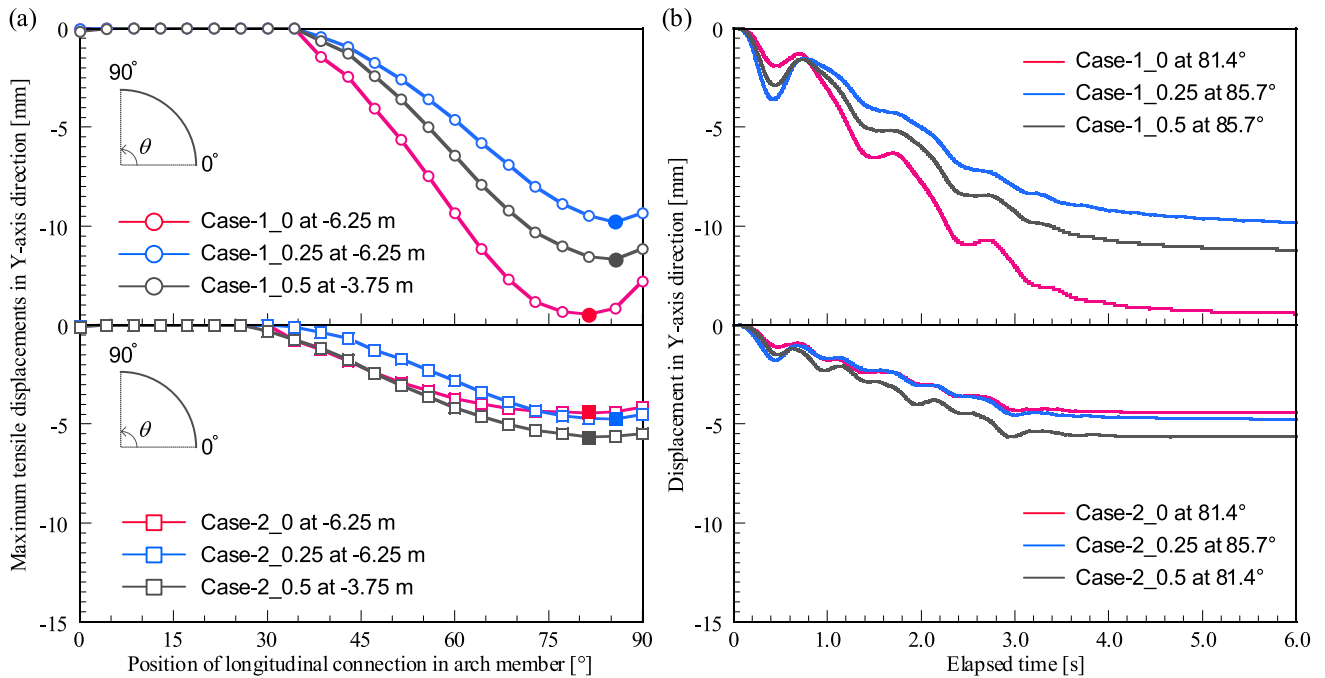 (a)
Maximum tensile displacements in Y-axis direction [mm]
0
-5
-10
90°
θ
0°
Case-1_0 at -6.25 m
Case-1_0.25 at -6.25 m
Case-1_0.5 at -3.75 m
0
-5
-10
-15
90°
θ
0°
Case-2_0 at -6.25 m
Case-2_0.25 at -6.25 m
Case-2_0.5 at -3.75 m
0 15 30 45 60 75 90
Position of longitudinal connection in arch member [°]
(b)
Displacement in Y-axis direction [mm]
0
-5
-10
Case-1_0 at 81.4°
Case-1_0.25 at 85.7°
Case-1_0.5 at 85.7°
0
-5
-10
-15
Case-2_0 at 81.4°
Case-2_0.25 at 85.7°
Case-2_0.5 at 81.4°
0 1.0 2.0 3.0 4.0 5.0 6.0
Elapsed time [s]